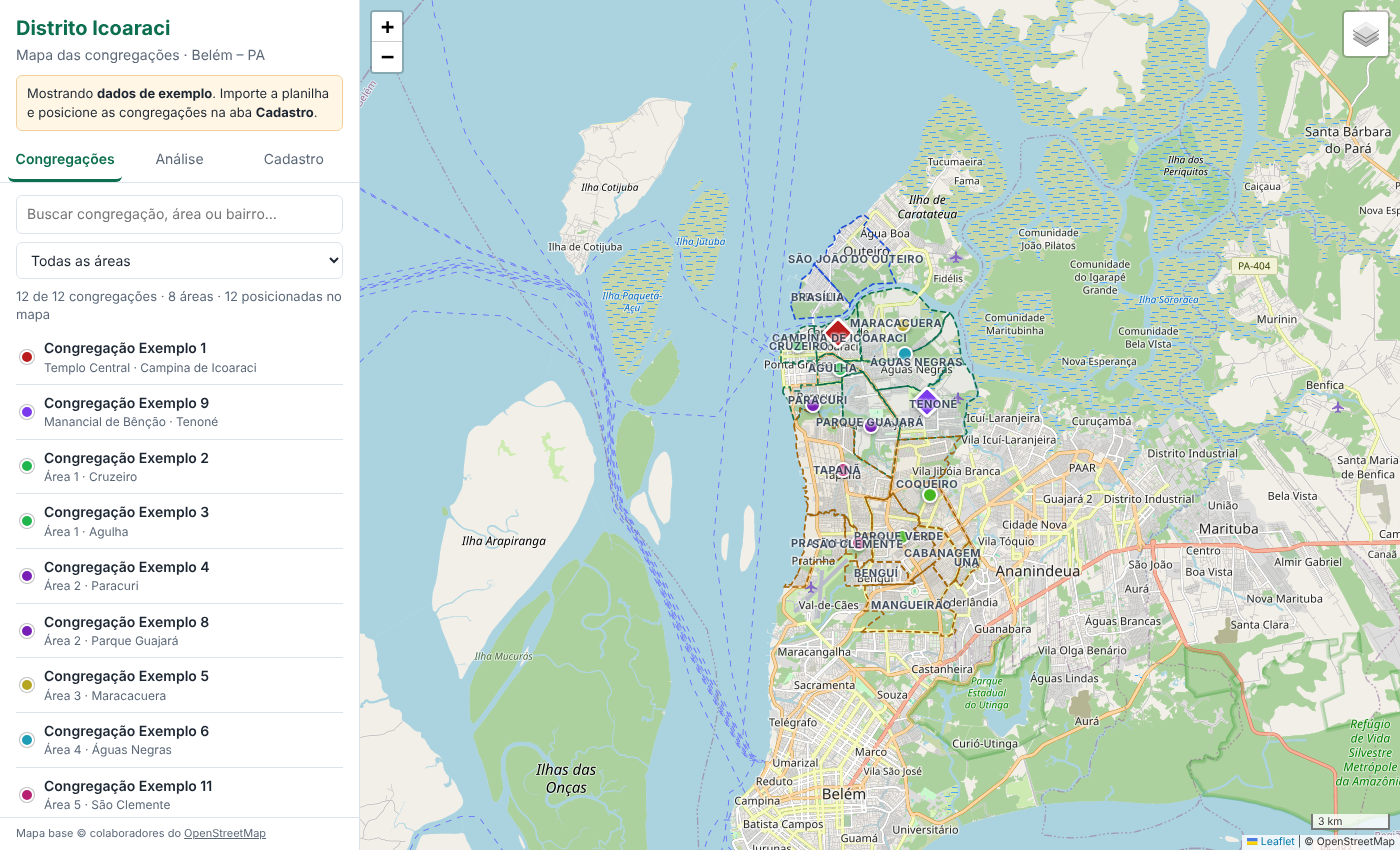 Distrito Icoaraci
Mapa das congregações · Belém – PA
Mostrando dados de exemplo. Importe a planilha
e posicione as congregações na aba Cadastro.
Congregações
Análise
Cadastro
Buscar congregação, área ou bairro...
Todas as áreas
12 de 12 congregações · 8 áreas · 12 posicionadas no
mapa
Congregação Exemplo 1
Templo Central · Campina de Icoaraci
Congregação Exemplo 9
Manancial de Bênção · Tenoné
Congregação Exemplo 2
Área 1 · Cruzeiro
Congregação Exemplo 3
Área 1 · Agulha
Congregação Exemplo 4
Área 2 · Paracuri
Congregação Exemplo 8
Área 2 · Parque Guajará
Congregação Exemplo 5
Área 3 · Maracacuera
Congregação Exemplo 6
Área 4 · Águas Negras
Congregação Exemplo 11
Área 5 · São Clemente
Mapa base © colaboradores do OpenStreetMap
+
−
Santa Bárbara
do Pará
Tucumaeira
Fama
Ilha dos
Periquitos
Caiçaua
Ilha Cotijuba
Ilha de
Caratateua
Nova Esp
Água Boa
Outeiro
Ilha de Cotijuba
Ilha Jutuba
Comunidade
João Pilatos
SÃO JOÃO DO OUTEIRO
Fidélis
Comunidade
do Igarapé
Grande
PA-404
Ilha Paquetá-
Açu
BRASÍLIA
Ilha Sororoca
Murinin
MARACACUERA
Comunidade
Maritubinha
Comunidade
Bela VIsta
CAMPINA DE ICOARACI
CRUZEIRO
Ponta Gr
AGULHA
ÁGUAS NEGRAS
Águas Negras
Nova Esperança
Benfica
PARACURI
TENONÉ
PARQUE GUAJARÁ
Icuí-Laranjeira
Curuçambá
Vila Icuí-Laranjeira
Distrito Industrial
Santa Maria
de Benfica
TAPANÃ
Vila Jibóia Branca
PAAR
COQUEIRO
Guajará 2
Distrito Industrial
Bela Vista
União
Cidade Nova
Marituba
PARQUE VERDE
SÃO CLEMENTE
Vila Tóquio
Centro
Canaã
CABANAGEM
UNA
Pratinha
Ilha Arapiranga
São João
Almir Gabriel
BENGUÍ
Benguí
Ananindeua
Boa Vista
Aurá
Nova Marituba
Val-de-Cães
MANGUEIRÃO
Águas Brancas
Santa Clara
Guanabara
Maracangalha
Vila Olga Benário
Ilha Mucurós
Castanheira
Águas Lindas
Sacramenta
Souza
Parque
Estadual
do Utinga
Telégrafo
Aurá
Refúgio
de Vida
Silvestre
Metrópole
da Amazôni
Curió-Utinga
Marco
Umarizal
Vila São José
Ilhas das
Onças
Reduto
Campina
Belém
Batista Campos
Universitário
Guamá
3 km
Leaflet | © OpenStreetMap